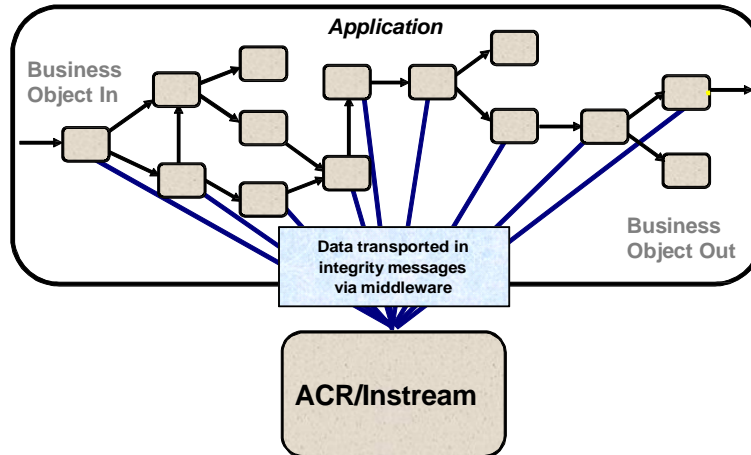 Application
Business
Object In
Data transported in
integrity messages
via middleware
Business
Object Out
ACR/Instream